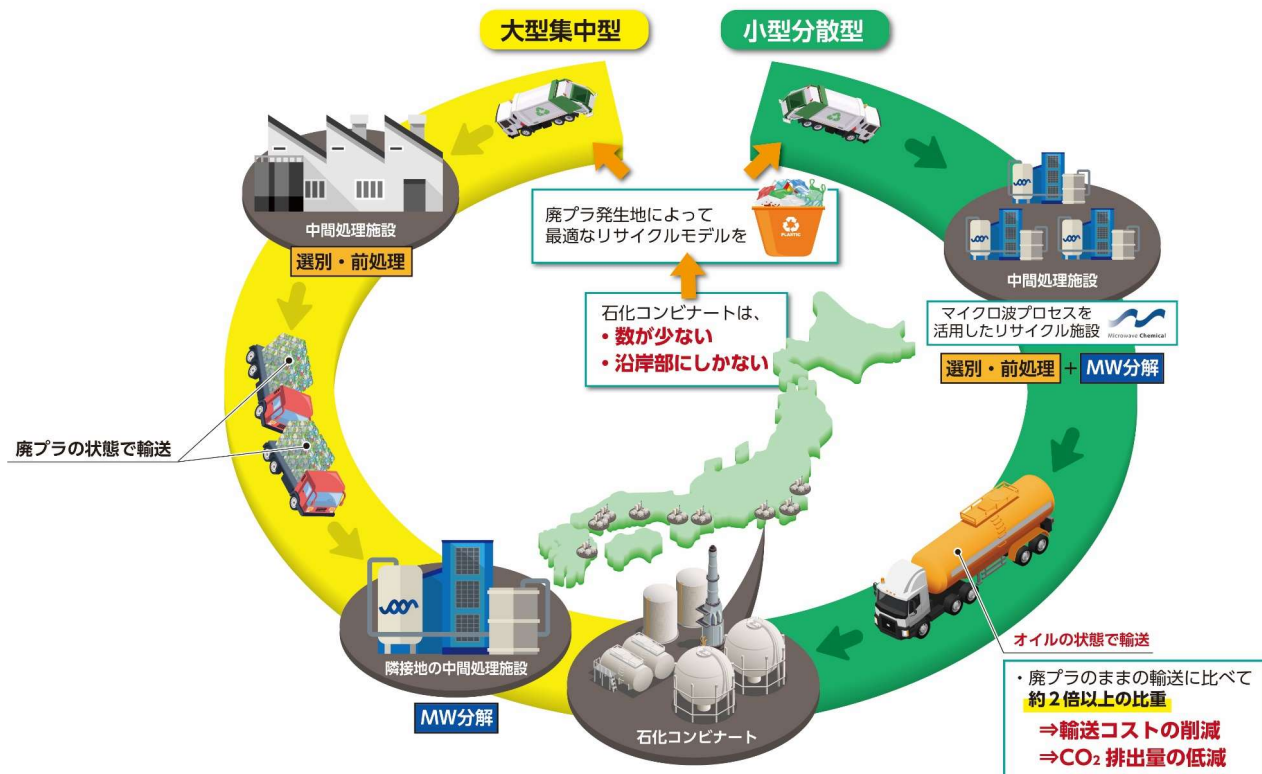 大型集中型
小型分散型
中間処理施設
選別・前処理
廃プラ発生地によって
最適なリサイクルモデルを
PLASTIC
石化コンビナートは、
・数が少ない
・沿岸部にしかない
中間処理施設
マイクロ波プロセスを
活用したリサイクル施設
Microwave Chemical
選別・前処理 + MW分解
廃プラの状態で輸送
隣接地の中間処理施設
MW分解
石化コンビナート
オイルの状態で輸送
・廃プラのままの輸送に比べて
約2倍以上の比重
⇒輸送コストの削減
⇒CO₂ 排出量の低減